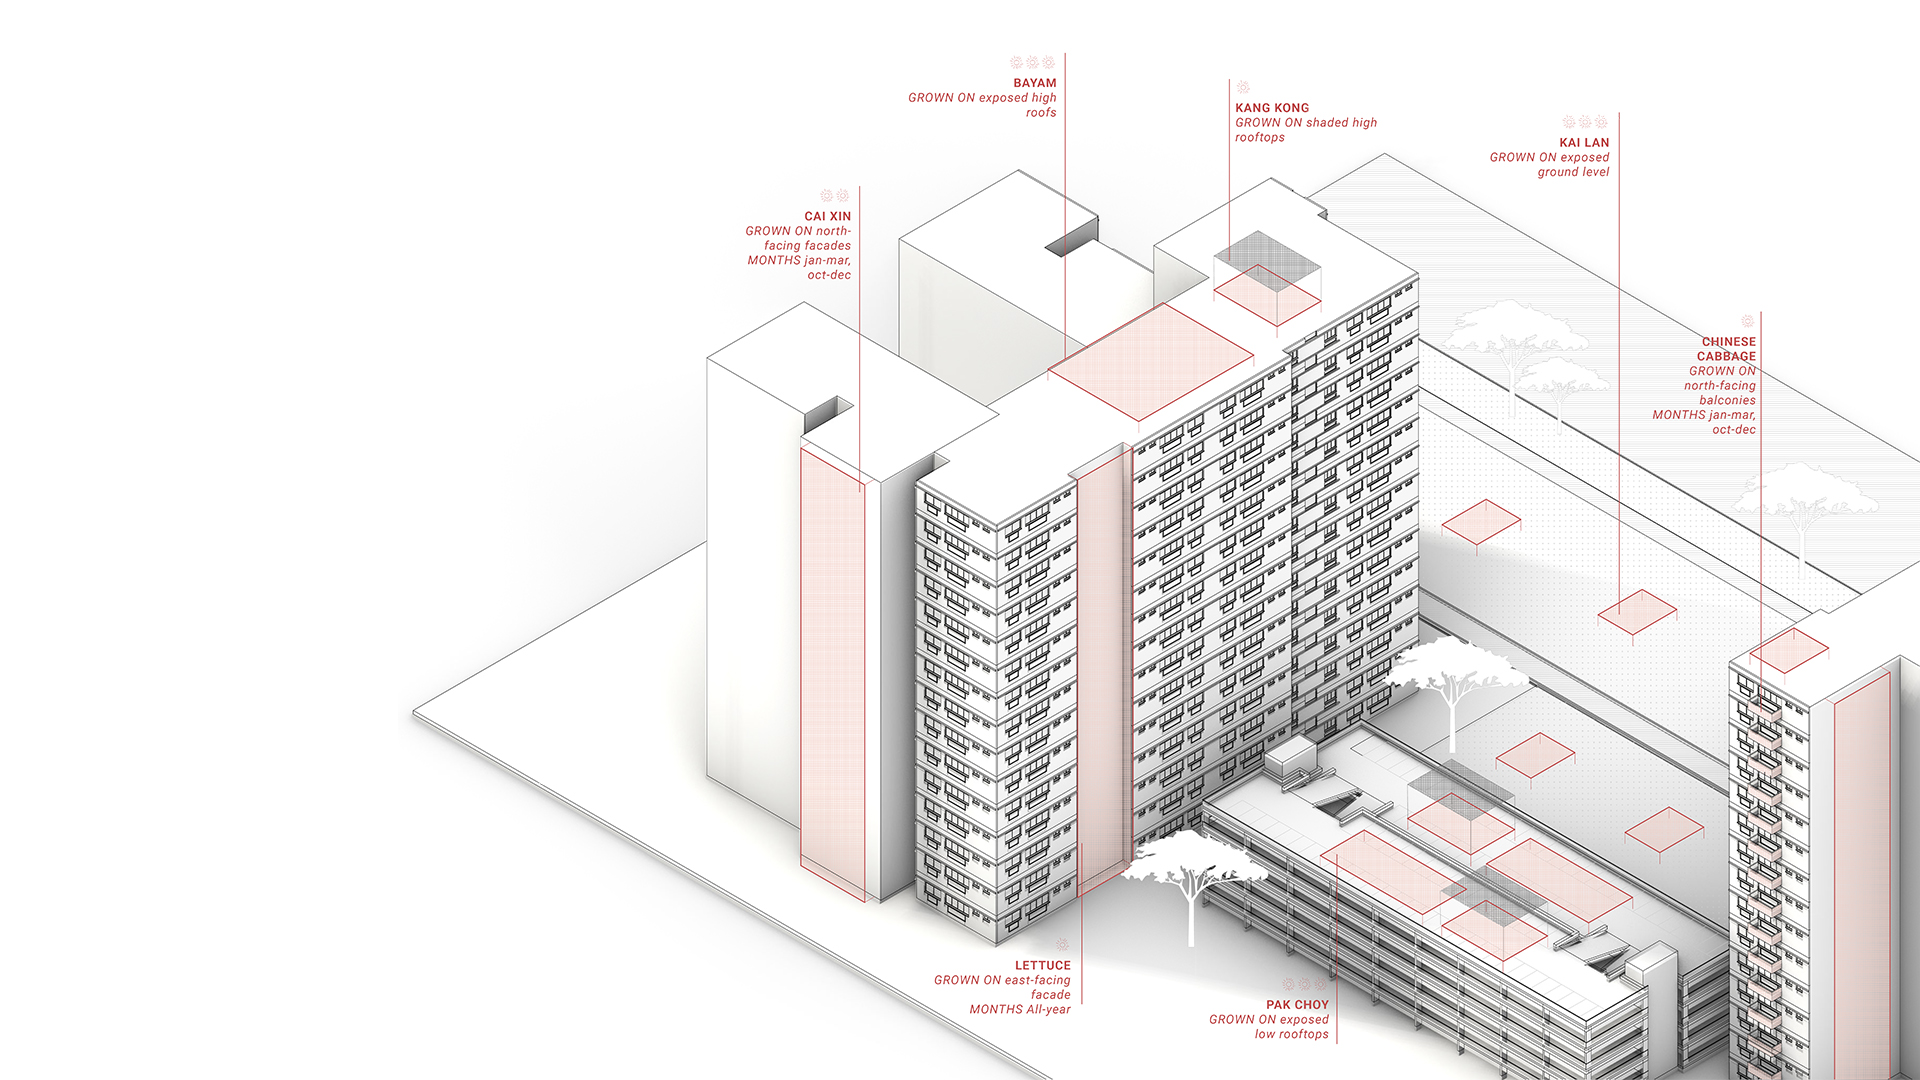 BAYAM
GROWN ON exposed high
roofs
KANG KONG
GROWN ON shaded high
rooftops
KAI LAN
GROWN ON exposed
ground level
CAI XIN
GROWN ON north-
facing facades
MONTHS jan-mar,
oct-dec
CHINESE
CABBAGE
GROWN ON
north-facing
balconies
MONTHS jan-mar,
oct-dec
LETTUCE
GROWN ON east-facing
facade
MONTHS All-year
PAK CHOY
GROWN ON exposed
low rooftops